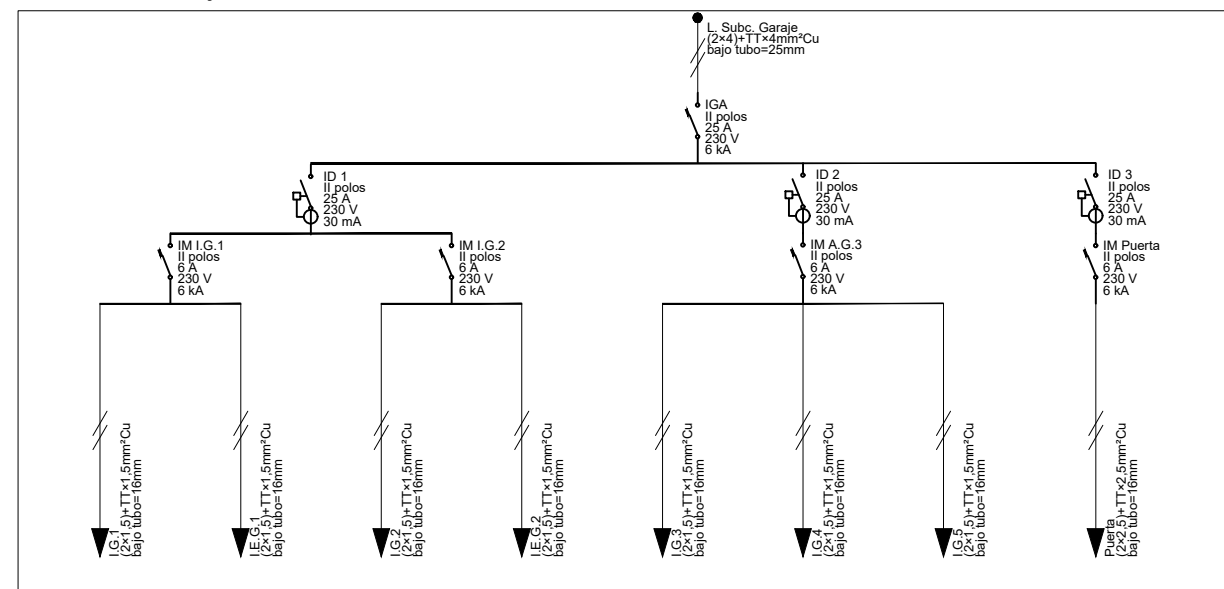 L. Subc. Garaje
(2×4)+TT×4mm²Cu
bajo tubo=25mm
IGA
II polos
25 A
230 V
6 kA
ID 1
II polos
25 A
230 V
30 mA
ID 2
II polos
25 A
230 V
30 mA
ID 3
II polos
25 A
230 V
30 mA
IM I.G.1
II polos
6 A
230 V
6 kA
IM I.G.2
II polos
6 A
230 V
6 kA
IM A.G.3
II polos
6 A
230 V
6 kA
IM Puerta
II polos
6 A
230 V
6 kA
I.G.1
(2×1,5)+TT×1,5mm²Cu
bajo tubo=16mm
I.E.G.1
(2×1,5)+TT×1,5mm²Cu
bajo tubo=16mm
I.G.2
(2×1,5)+TT×1,5mm²Cu
bajo tubo=16mm
I.E.G.2
(2×1,5)+TT×1,5mm²Cu
bajo tubo=16mm
I.G.3
(2×1,5)+TT×1,5mm²Cu
bajo tubo=16mm
I.G.4
(2×1,5)+TT×1,5mm²Cu
bajo tubo=16mm
I.G.5
(2×1,5)+TT×1,5mm²Cu
bajo tubo=16mm
Puerta
(2×2,5)+TT×2,5mm²Cu
bajo tubo=16mm